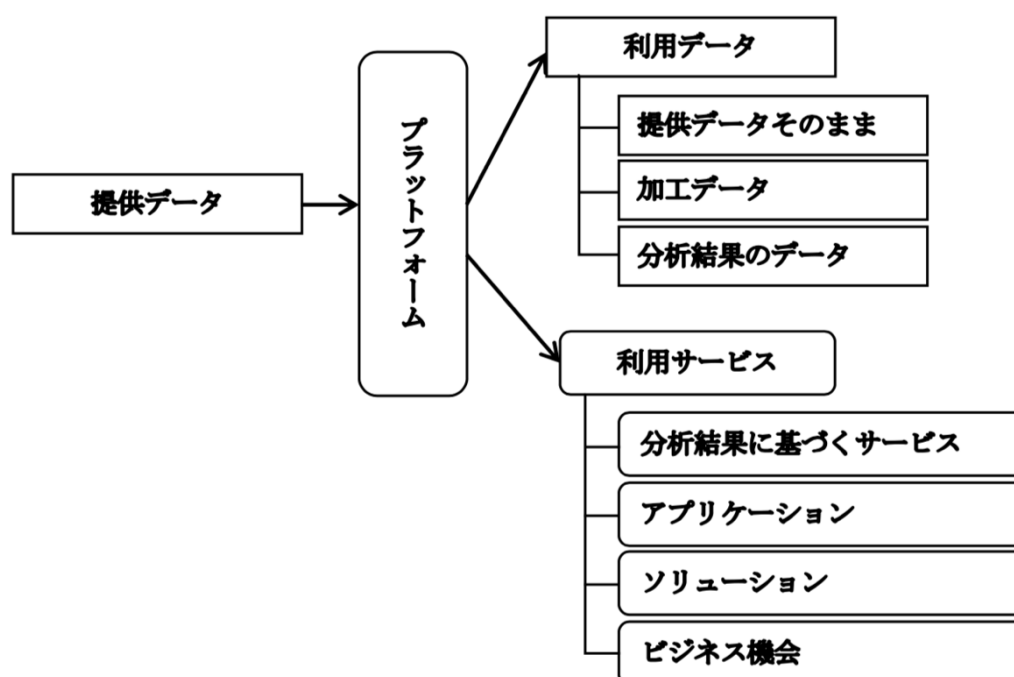 提供データ
プラットフォーム
利用データ
提供データそのまま
加工データ
分析結果のデータ
利用サービス
分析結果に基づくサービス
アプリケーション
ソリューション
ビジネス機会